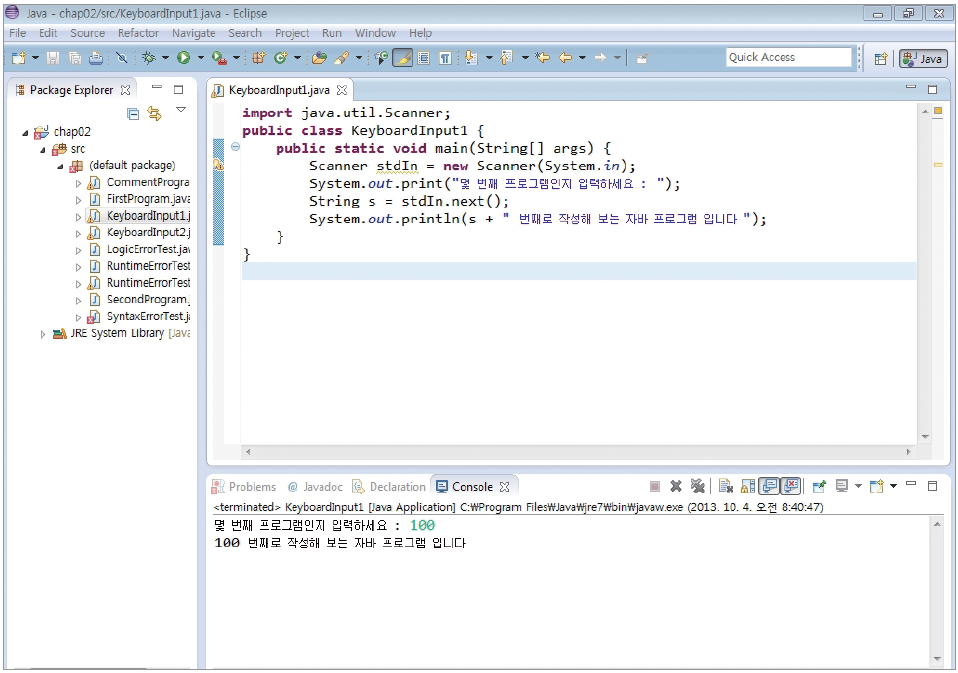 Java - chap02/src/KeyboardInput1.java - Eclipse
File Edit Source Refactor Navigate Search Project Run Window Help
Quick Access
Java
Package Explorer
chap02
src
(default package)
CommentProgra
FirstProgram.java
KeyboardInput1.j
KeyboardInput2.j
LogicErrorTest.jav
RuntimeErrorTest
RuntimeErrorTest
SecondProgram.
SyntaxErrorTest.ja
JRE System Library [Java
KeyboardInput1.java
import java.util.Scanner;
public class KeyboardInput1 {
public static void main(String[] args) {
Scanner stdIn = new Scanner(System.in);
System.out.print("몇 번째 프로그램인지 입력하세요 : ");
String s = stdIn.next();
System.out.println(s + " 번째로 작성해 보는 자바 프로그램 입니다 ");
}
}
Problems @ Javadoc Declaration Console
<terminated> KeyboardInput1 [Java Application] C:₩Program Files₩Java₩jre7₩bin₩javaw.exe (2013. 10. 4. 오전 8:40:47)
몇 번째 프로그램인지 입력하세요 : 100
100 번째로 작성해 보는 자바 프로그램 입니다